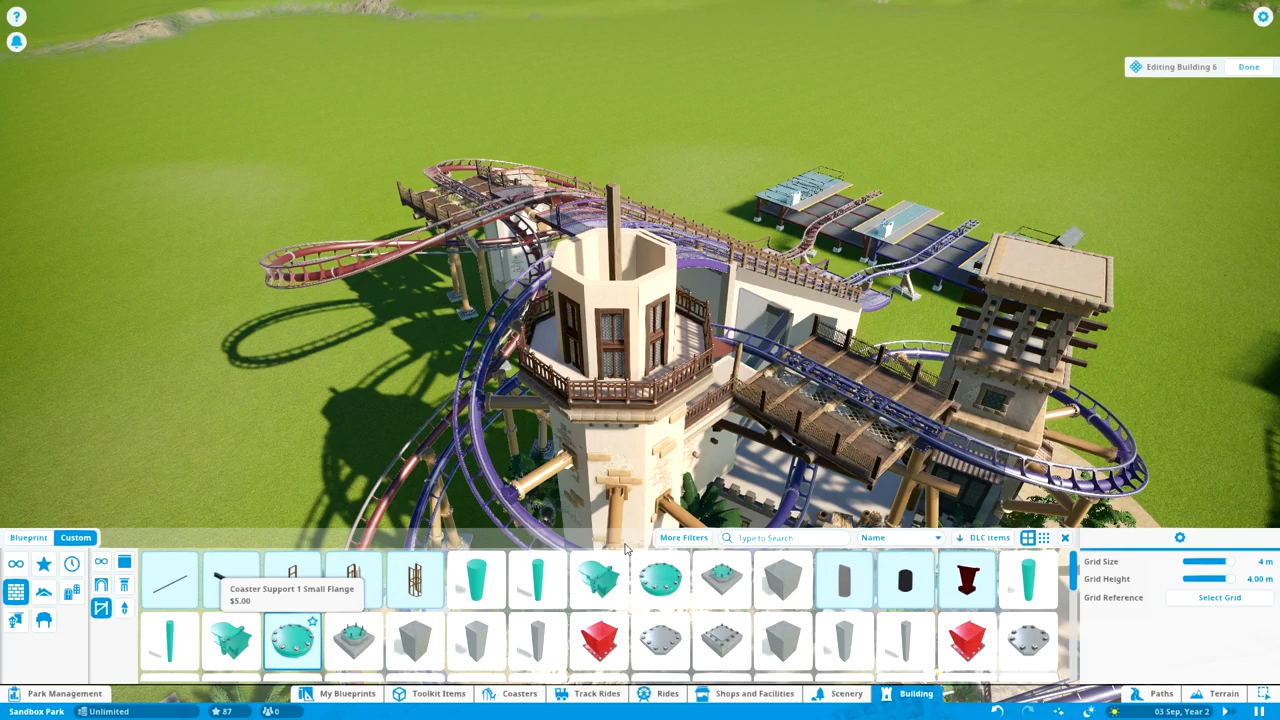 ?
Editing Building 6 Done
Blueprint Custom More Filters Type to Search Name DLC items
Coaster Support 1 Small Flange
$5.00
Grid Size 4 m
Grid Height 4.00 m
Grid Reference Select Grid
Park Management My Blueprints Toolkit Items Coasters Track Rides Rides Shops and Facilities Scenery Building Paths Terrain
Sandbox Park Unlimited 87 0 03 Sep, Year 2